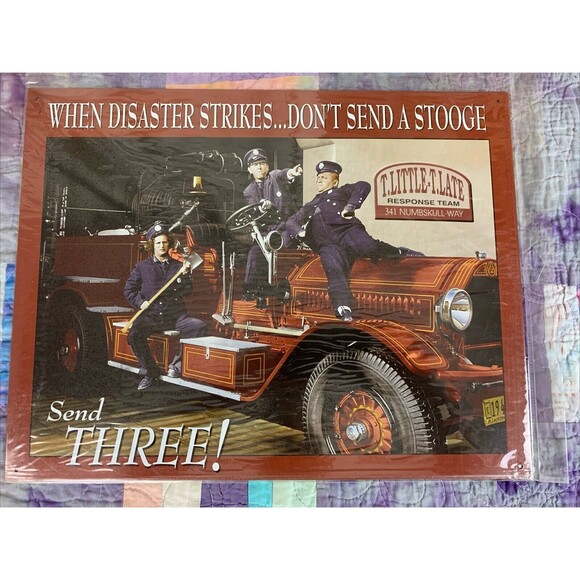 WHEN DISASTER STRIKES...DON'T SEND A STOOGE
T.LITTLE-T.LATE
RESPONSE TEAM
341 NUMBSKULL WAY
Send
THREE!